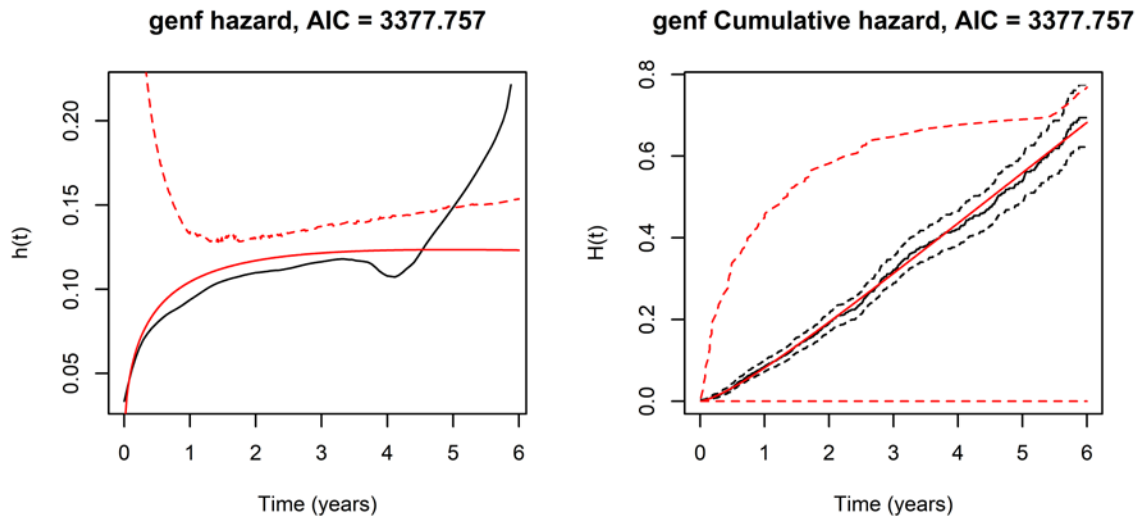 genf hazard, AIC = 3377.757
h(t)
0.20
0.15
0.10
0.05
0 1 2 3 4 5 6
Time (years)
genf Cumulative hazard, AIC = 3377.757
H(t)
0.8
0.6
0.4
0.2
0.0
0 1 2 3 4 5 6
Time (years)